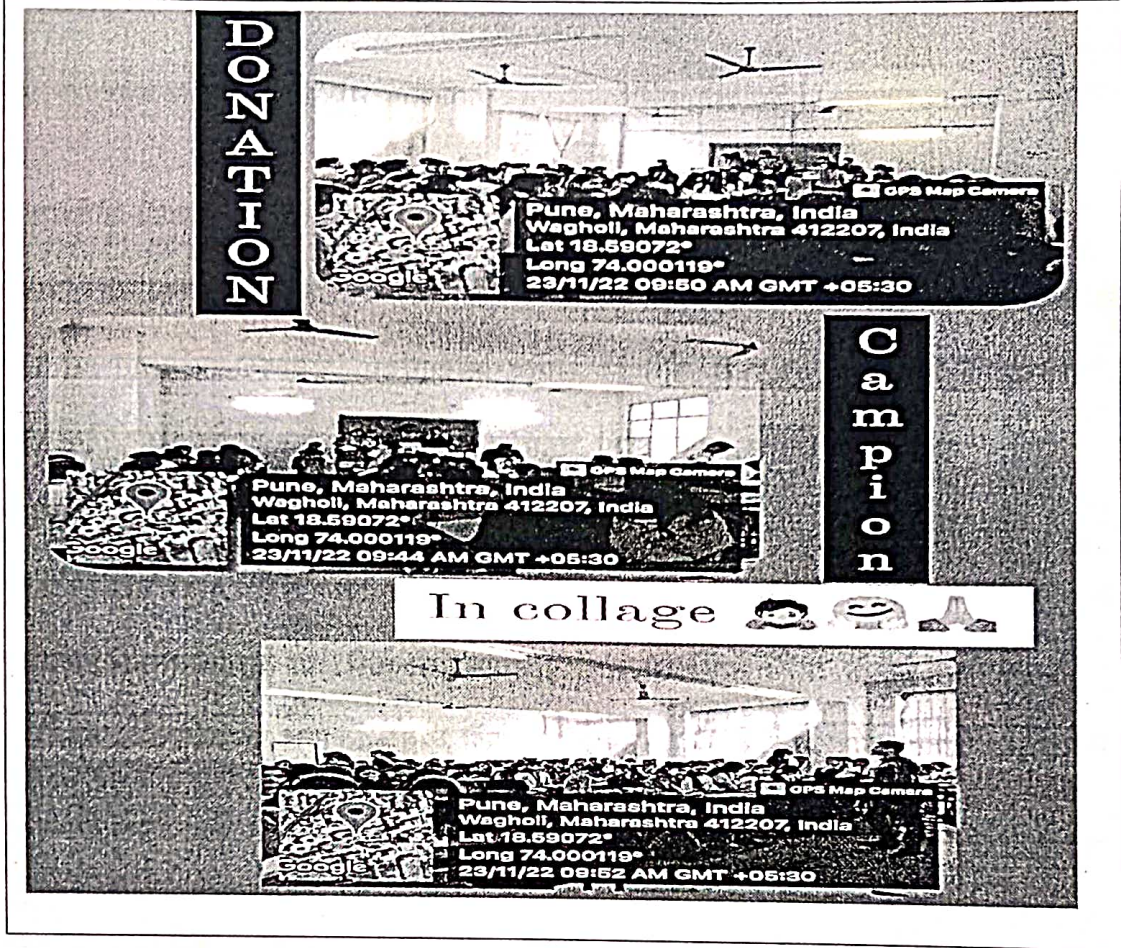 DONATION
GPS Map Camera
Pune, Maharashtra, India
Wagholi, Maharashtra 412207, India
Lat 18.59072°
Long 74.000119°
23/11/22 09:50 AM GMT +05:30
Google
Campion
GPS Map Camera
Pune, Maharashtra, India
Wagholi, Maharashtra 412207, India
Lat 18.59072°
Long 74.000119°
23/11/22 09:44 AM GMT +05:30
Google
In collage
GPS Map Camera
Pune, Maharashtra, India
Wagholi, Maharashtra 412207, India
Lat 18.59072°
Long 74.000119°
23/11/22 09:52 AM GMT +05:30
Google